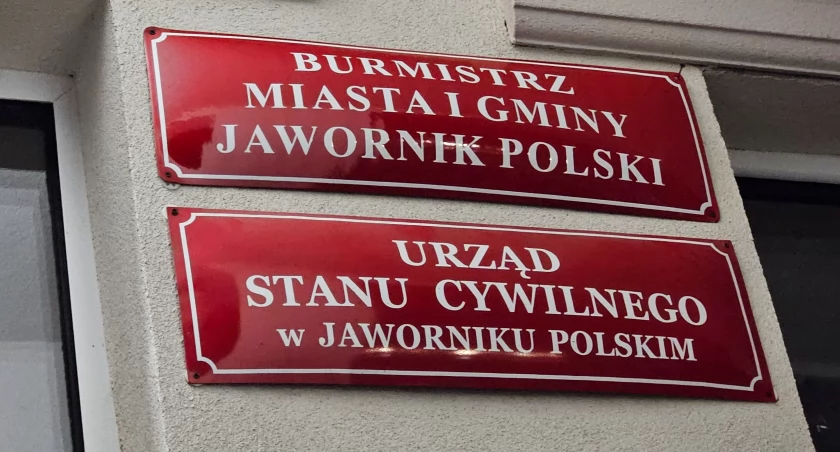 BURMISTRZ
MIASTA I GMINY
JAWORNIK POLSKI
URZĄD
STANU CYWILNEGO
w JAWORNIKU POLSKIM